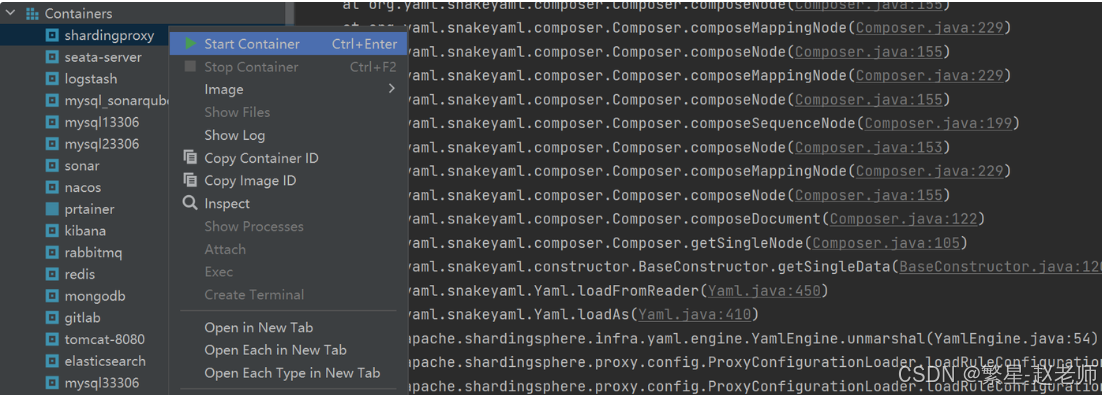 Containers
shardingproxy
seata-server
logstash
mysql_sonarqub
mysql13306
mysql23306
sonar
nacos
prtainer
kibana
rabbitmq
redis
mongodb
gitlab
tomcat-8080
elasticsearch
mysql33306
Start Container Ctrl+Enter
Stop Container Ctrl+F2
Image
Show Files
Show Log
Copy Container ID
Copy Image ID
Inspect
Show Processes
Attach
Exec
Create Terminal
Open in New Tab
Open Each in New Tab
Open Each Type in New Tab
at org.yaml.snakeyaml.composer.Composer.composeNode(Composer.java:155)
at org.yaml.snakeyaml.composer.Composer.composeMappingNode(Composer.java:229)
yaml.snakeyaml.composer.Composer.composeNode(Composer.java:155)
yaml.snakeyaml.composer.Composer.composeMappingNode(Composer.java:229)
yaml.snakeyaml.composer.Composer.composeNode(Composer.java:155)
yaml.snakeyaml.composer.Composer.composeSequenceNode(Composer.java:199)
yaml.snakeyaml.composer.Composer.composeNode(Composer.java:153)
yaml.snakeyaml.composer.Composer.composeMappingNode(Composer.java:229)
yaml.snakeyaml.composer.Composer.composeNode(Composer.java:155)
yaml.snakeyaml.composer.Composer.composeDocument(Composer.java:122)
yaml.snakeyaml.composer.Composer.getSingleNode(Composer.java:105)
yaml.snakeyaml.constructor.BaseConstructor.getSingleData(BaseConstructor.java:120
yaml.snakeyaml.Yaml.loadFromReader(Yaml.java:450)
yaml.snakeyaml.Yaml.loadAs(Yaml.java:410)
apache.shardingsphere.infra.yaml.engine.YamlEngine.unmarshal(YamlEngine.java:54)
apache.shardingsphere.proxy.config.ProxyConfigurationLoader.loadRuleConfiguration
apache.shardingsphere.proxy.config.ProxyConfigurationLoader.loadRuleConfiguration
CSDN @繁星-赵老师